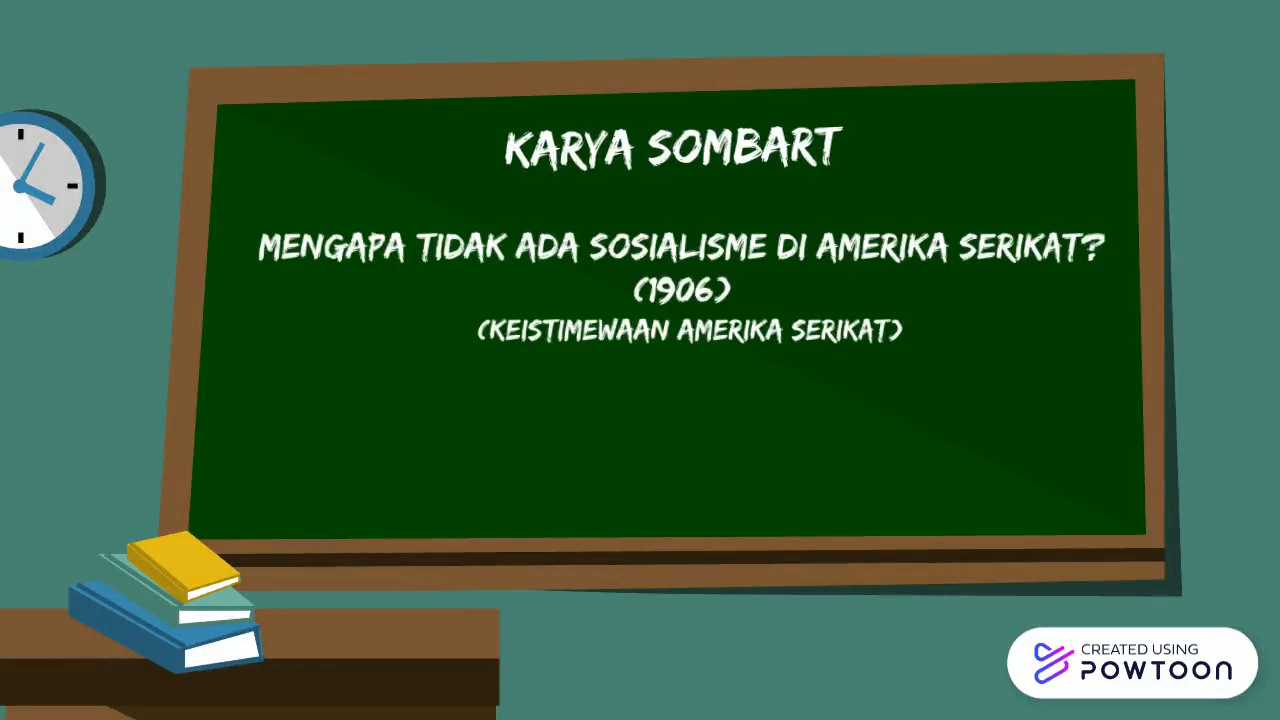 KARYA SOMBART
MENGAPA TIDAK ADA SOSIALISME DI AMERIKA SERIKAT?
(1906)
(KEISTIMEWAAN AMERIKA SERIKAT)
CREATED USING
POWTOON